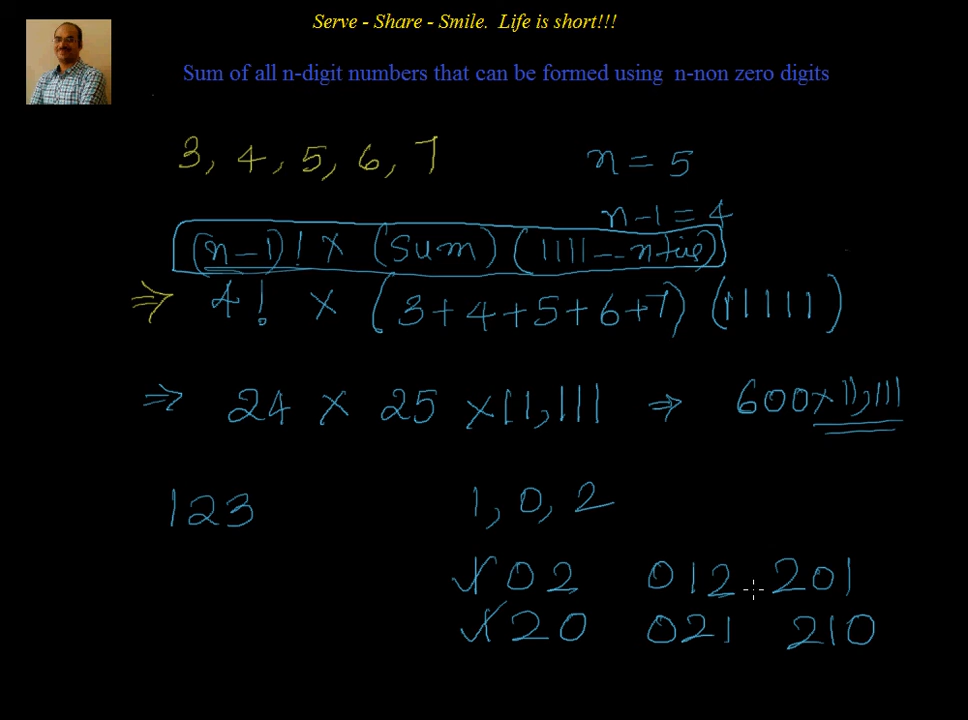 Serve - Share - Smile. Life is short!!!
Sum of all n-digit numbers that can be formed using n-non zero digits
3, 4, 5, 6, 7
n = 5
n-1 = 4
(n-1)! × (Sum) (1111 -- n times)
⇒ 4! × (3+4+5+6+7) (11111)
⇒ 24 × 25 × 11,111 ⇒ 600 × 11,111
123
1, 0, 2
102 012 201
120 021 210